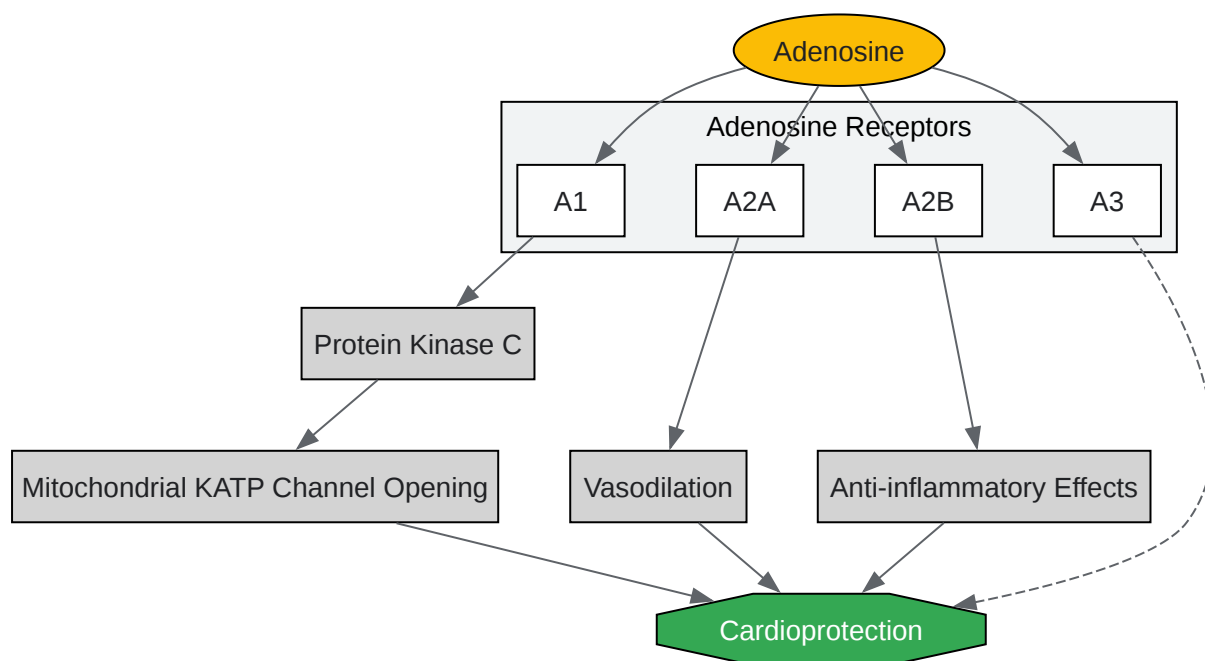 Adenosine
Adenosine Receptors
A1
A2A
A2B
A3
Protein Kinase C
Mitochondrial KATP Channel Opening
Vasodilation
Anti-inflammatory Effects
Cardioprotection